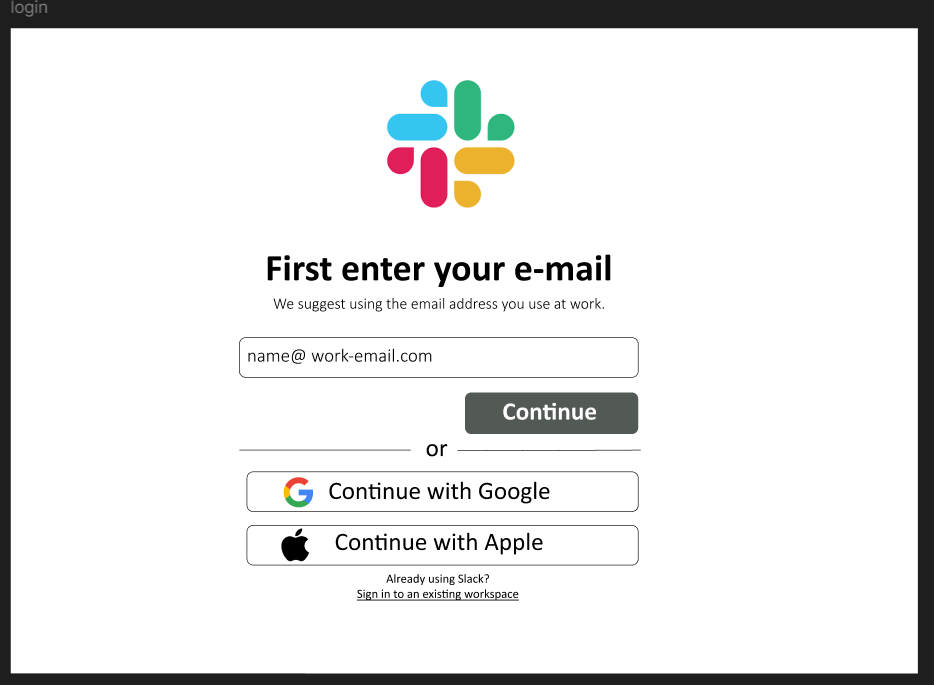 login
First enter your e-mail
We suggest using the email address you use at work.
name@ work-email.com
Continue
or
Continue with Google
Continue with Apple
Already using Slack?
Sign in to an existing workspace